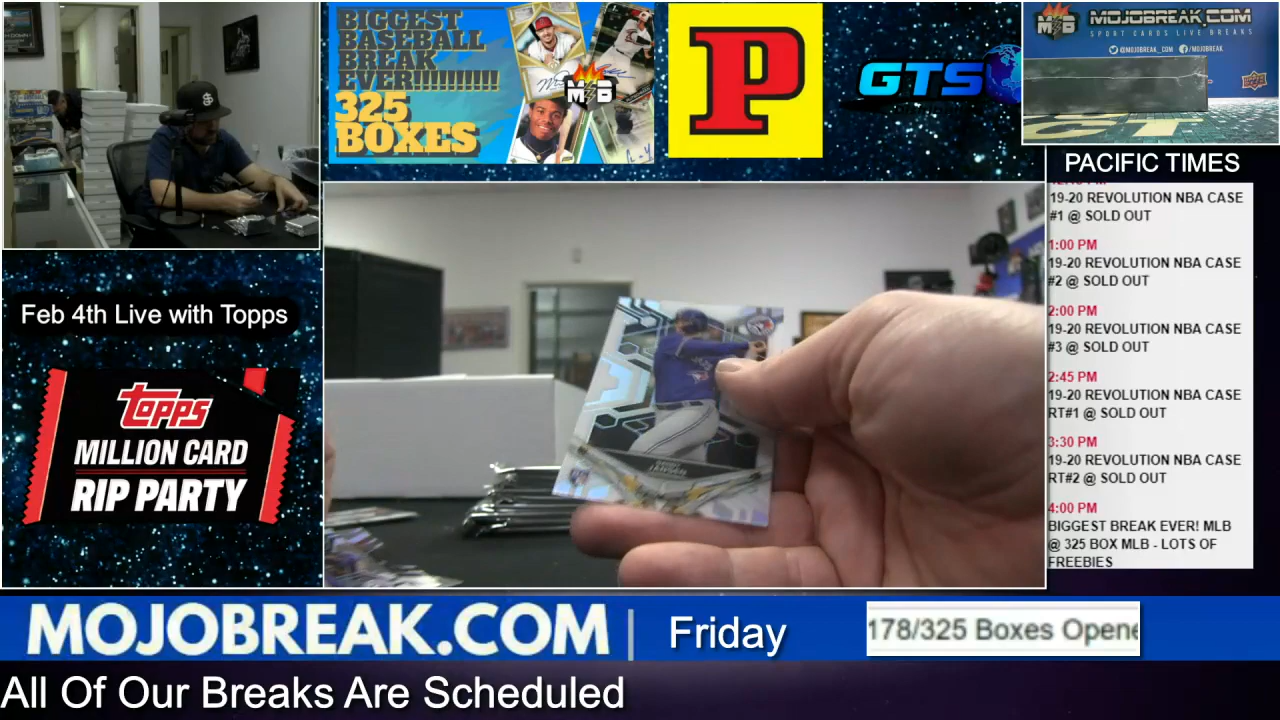 BIGGEST
BASEBALL
BREAK
EVER!!!!!!!!!!!
325
BOXES
MB
P
GTS
MB MOJOBREAK.COM
SPORT CARDS LIVE BREAKS
@MOJOBREAK_COM /MOJOBREAK
PACIFIC TIMES
19-20 REVOLUTION NBA CASE
#1 @ SOLD OUT
1:00 PM
19-20 REVOLUTION NBA CASE
#2 @ SOLD OUT
2:00 PM
19-20 REVOLUTION NBA CASE
#3 @ SOLD OUT
2:45 PM
19-20 REVOLUTION NBA CASE
RT#1 @ SOLD OUT
3:30 PM
19-20 REVOLUTION NBA CASE
RT#2 @ SOLD OUT
4:00 PM
BIGGEST BREAK EVER! MLB
@ 325 BOX MLB - LOTS OF
FREEBIES
Feb 4th Live with Topps
topps
MILLION CARD
RIP PARTY
MOJOBREAK.COM
Friday
178/325 Boxes Opene
All Of Our Breaks Are Scheduled